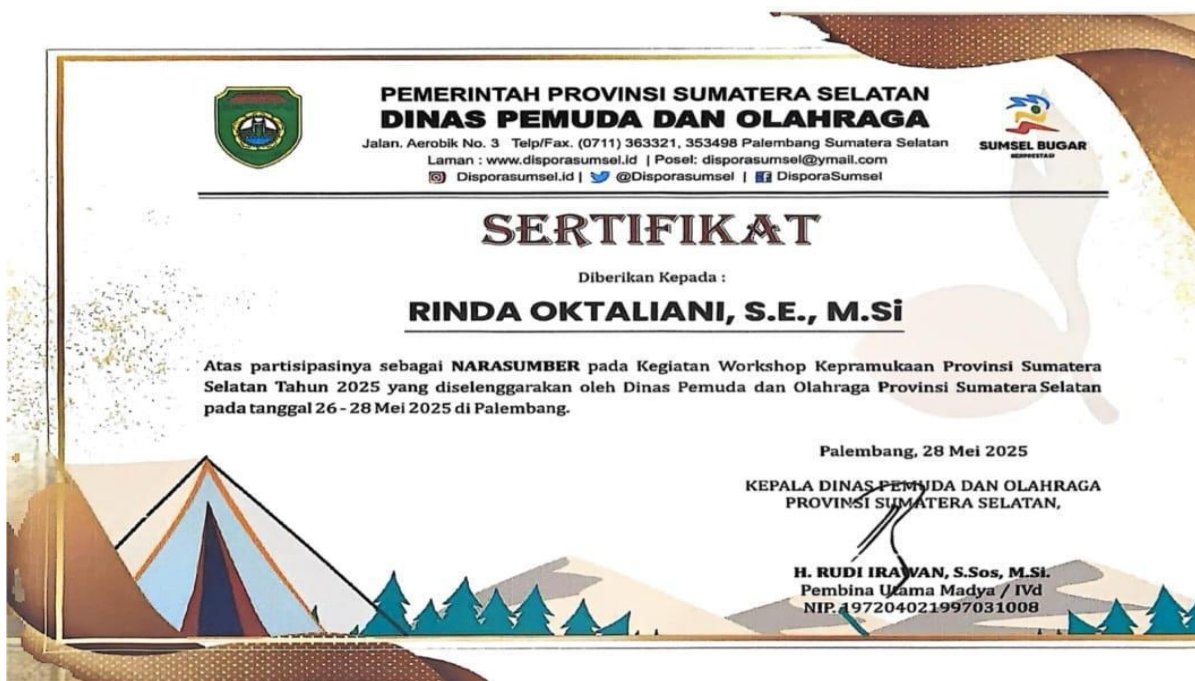 PEMERINTAH PROVINSI SUMATERA SELATAN
DINAS PEMUDA DAN OLAHRAGA
Jalan. Aerobik No. 3 Telp/Fax. (0711) 363321, 353498 Palembang Sumatera Selatan
Laman : www.disporasumsel.id | Posel: disporasumsel@ymail.com
Disporasumsel.id | @Disporasumsel | DisporaSumsel
SUMSEL BUGAR
BERPRESTASI
SERTIFIKAT
Diberikan Kepada :
RINDA OKTALIANI, S.E., M.Si
Atas partisipasinya sebagai NARASUMBER pada Kegiatan Workshop Kepramukaan Provinsi Sumatera
Selatan Tahun 2025 yang diselenggarakan oleh Dinas Pemuda dan Olahraga Provinsi Sumatera Selatan
pada tanggal 26 - 28 Mei 2025 di Palembang.
Palembang, 28 Mei 2025
KEPALA DINAS PEMUDA DAN OLAHRAGA
PROVINSI SUMATERA SELATAN,
H. RUDI IRAWAN, S.Sos, M.Si.
Pembina Utama Madya / IVd
NIP. 197204021997031008